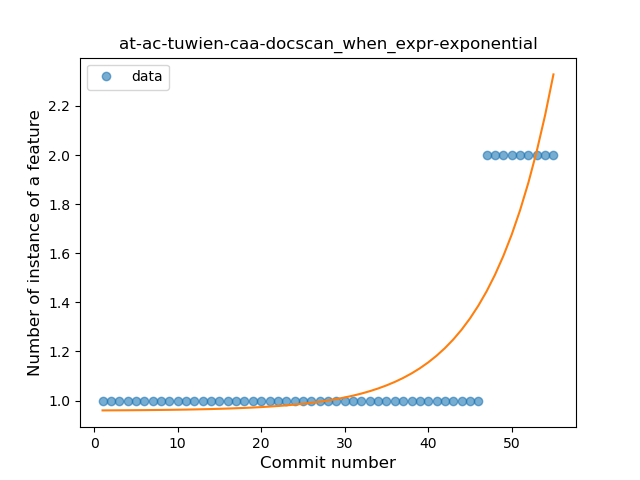 at-ac-tuwien-caa-docscan_when_expr-exponential
data
Number of instance of a feature
2.2
2.0
1.8
1.6
1.4
1.2
1.0
0 10 20 30 40 50
Commit number